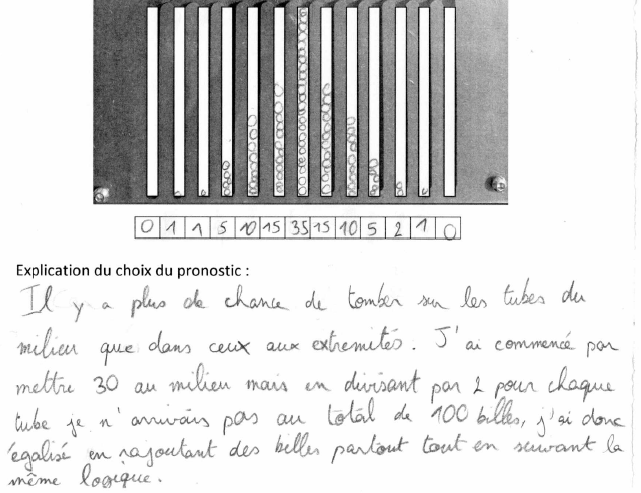 0 1 1 5 10 15 35 15 10 5 2 1 0
Explication du choix du pronostic :
Il y a plus de chance de tomber sur les tubes du
milieu que dans ceux aux extremités. J'ai commencé par
mettre 30 au milieu mais en divisant par 2 pour chaque
tube je n'arrivais pas au total de 100 billes, j'ai donc
égalisé en rajoutant des billes partout tout en suivant la
même logique.